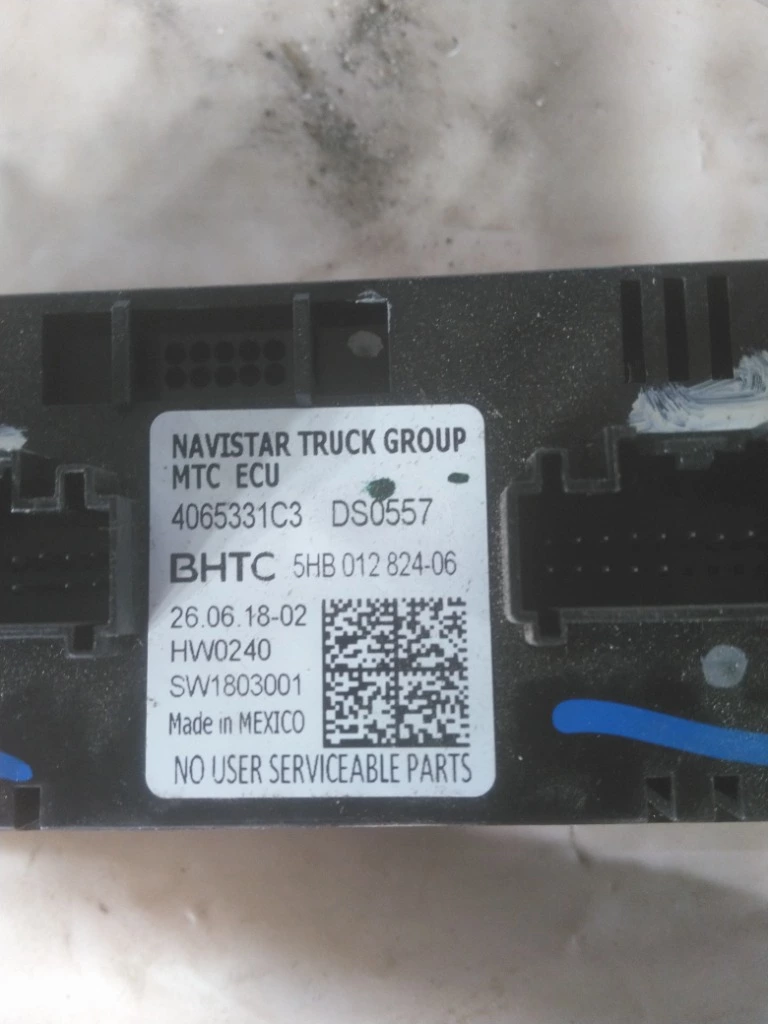 NAVISTAR TRUCK GROUP
MTC ECU
4065331C3 DS0557
BHTC 5HB 012 824-06
26.06.18-02
HW0240
SW1803001
Made in MEXICO
NO USER SERVICEABLE PARTS